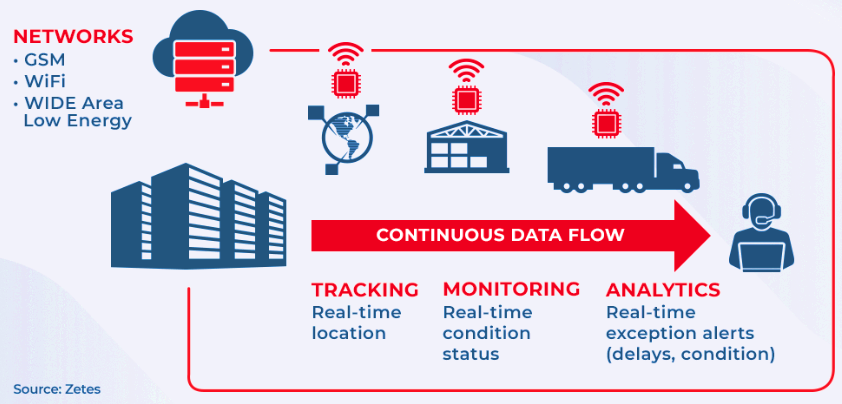 NETWORKS
• GSM
• WiFi
• WIDE Area
Low Energy
CONTINUOUS DATA FLOW
TRACKING
Real-time
location
MONITORING
Real-time
condition
status
ANALYTICS
Real-time
exception alerts
(delays, condition)
Source: Zetes